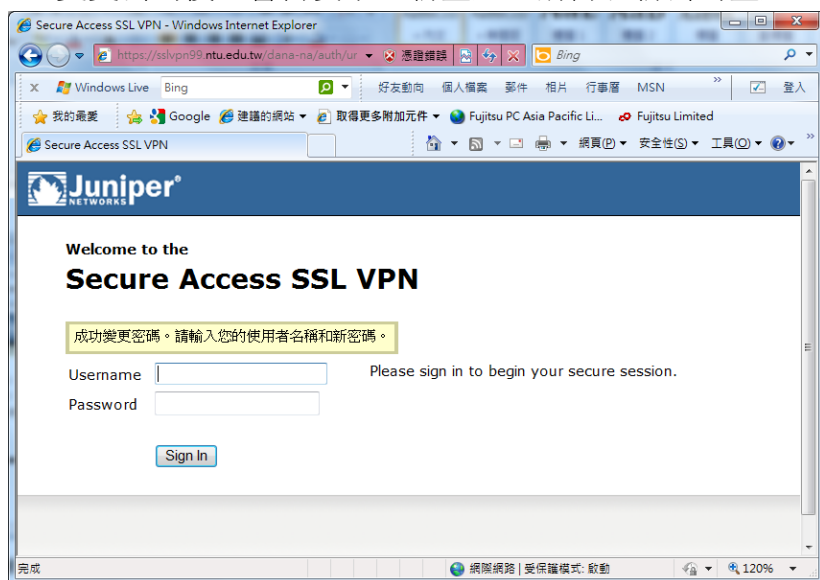 Secure Access SSL VPN - Windows Internet Explorer
https://sslvpn99.ntu.edu.tw/dana-na/auth/ur
憑證錯誤
Bing
x Windows Live Bing 好友動向 個人檔案 郵件 相片 行事曆 MSN » 登入
我的最愛 Google 建議的網站 取得更多附加元件 Fujitsu PC Asia Pacific Li... Fujitsu Limited
Secure Access SSL VPN 網頁(P) 安全性(S) 工具(O) »
Juniper®
NETWORKS
Welcome to the
Secure Access SSL VPN
成功變更密碼。請輸入您的使用者名稱和新密碼。
Username Please sign in to begin your secure session.
Password
Sign In
完成 網際網路 | 受保護模式: 啟動 120%